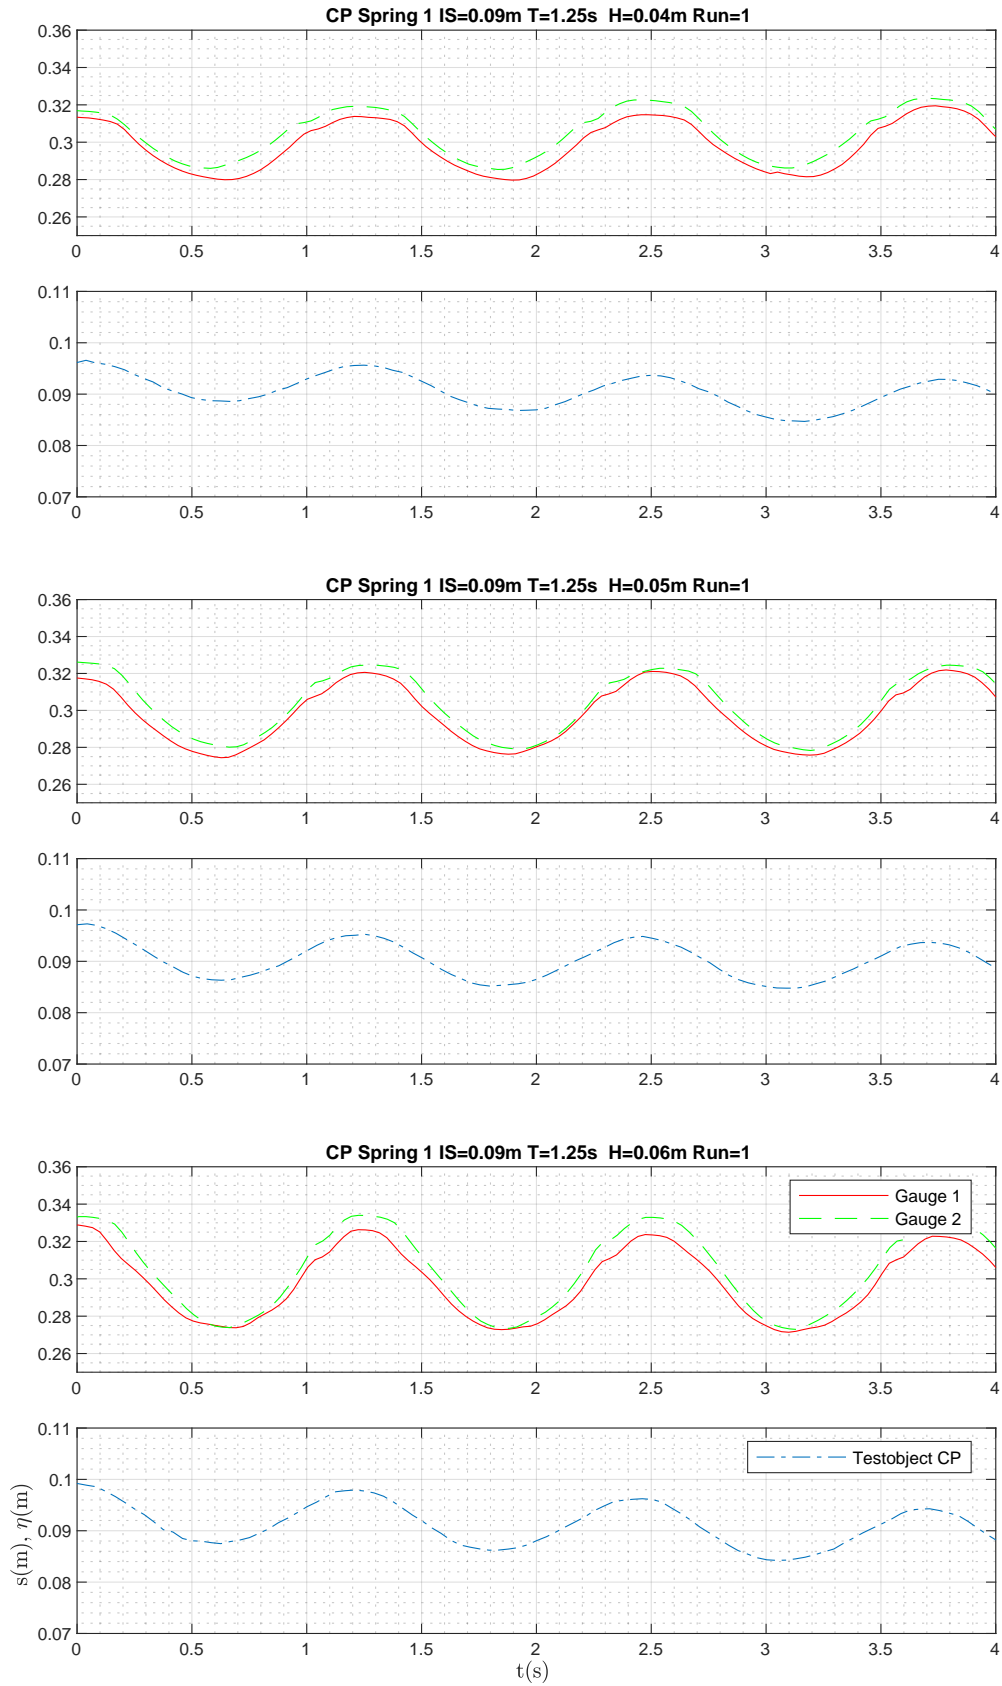 CP Spring 1 IS=0.09m T=1.25s H=0.04m Run=1
0.36
0.34
0.32
0.3
0.28
0.26
0 0.5 1 1.5 2 2.5 3 3.5 4
0.11
0.1
0.09
0.08
0.07
0 0.5 1 1.5 2 2.5 3 3.5 4
CP Spring 1 IS=0.09m T=1.25s H=0.05m Run=1
0.36
0.34
0.32
0.3
0.28
0.26
0 0.5 1 1.5 2 2.5 3 3.5 4
0.11
0.1
0.09
0.08
0.07
0 0.5 1 1.5 2 2.5 3 3.5 4
CP Spring 1 IS=0.09m T=1.25s H=0.06m Run=1
0.36
0.34
0.32
0.3
0.28
0.26
Gauge 1
Gauge 2
0 0.5 1 1.5 2 2.5 3 3.5 4
0.11
0.1
0.09
0.08
0.07
Testobject CP
s(m), η(m)
0 0.5 1 1.5 2 2.5 3 3.5 4
t(s)